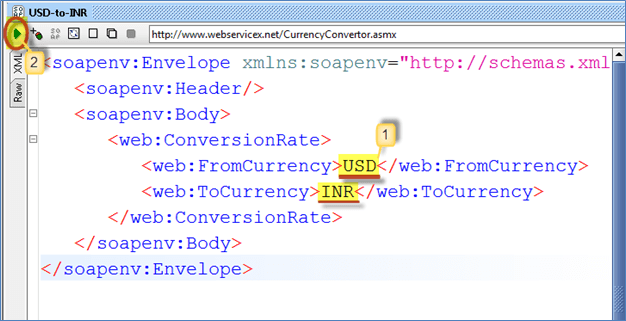 USD-to-INR
http://www.webservicex.net/CurrencyConvertor.asmx
2
XML
Raw
<soapenv:Envelope xmlns:soapenv="http://schemas.xml
<soapenv:Header/>
<soapenv:Body>
1
<web:ConversionRate>
<web:FromCurrency>USD</web:FromCurrency>
<web:ToCurrency>INR</web:ToCurrency>
</web:ConversionRate>
</soapenv:Body>
</soapenv:Envelope>